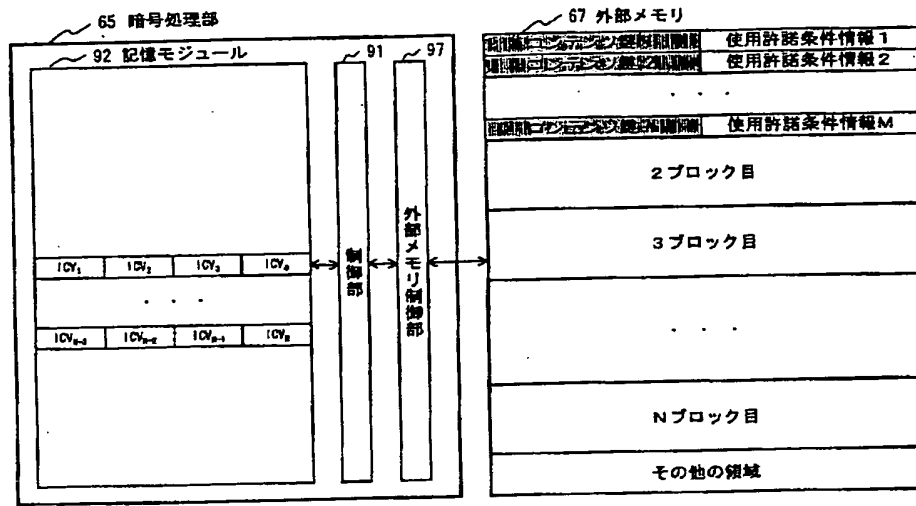 65 暗号処理部
92 記憶モジュール
91
97
ICV₁ ICV₂ ICV₃ ICV₄
・ ・ ・
ICVN-3 ICVN-2 ICVN-1 ICVN
制御部
外部メモリ制御部
67 外部メモリ
使用許諾条件情報1
使用許諾条件情報2
・ ・ ・
使用許諾条件情報M
2ブロック目
3ブロック目
・ ・ ・
Nブロック目
その他の領域